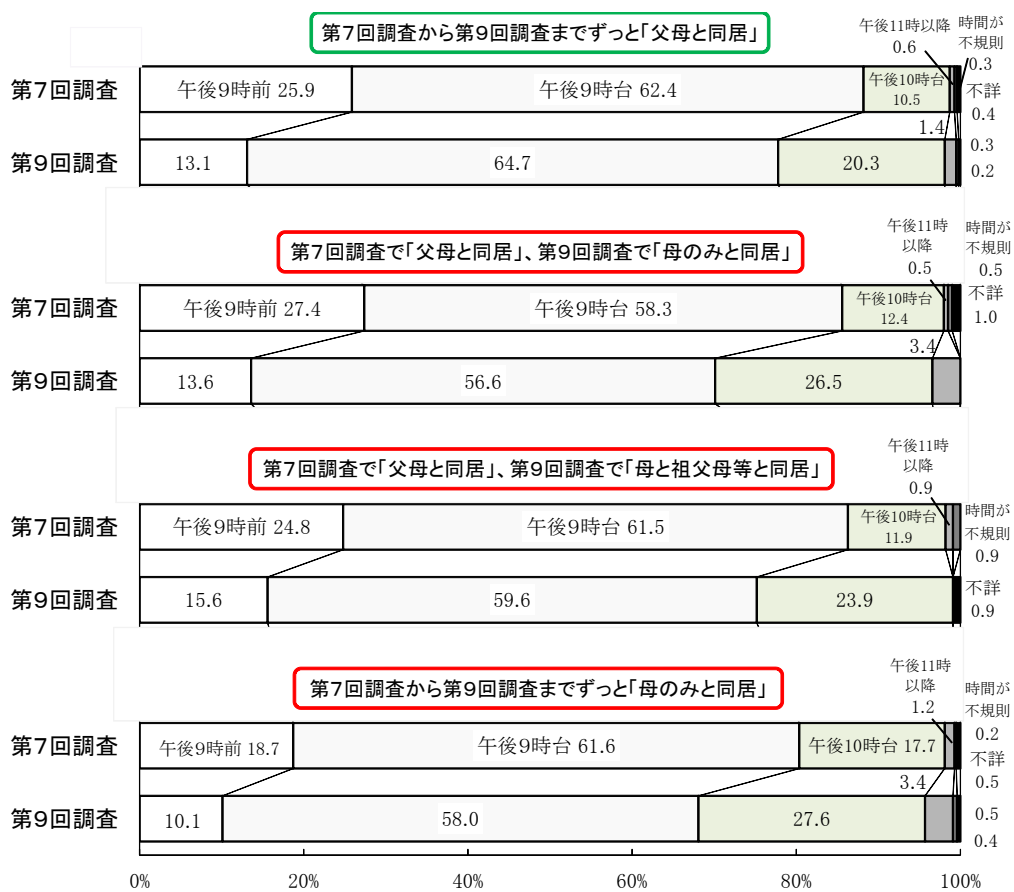 第7回調査から第9回調査までずっと「父母と同居」
午後11時以降
0.6
時間が
不規則
0.3
第7回調査
午後9時前 25.9
午後9時台 62.4
午後10時台
10.5
不詳
0.4
1.4
第9回調査
13.1
64.7
20.3
0.3
0.2
第7回調査で「父母と同居」、第9回調査で「母のみと同居」
午後11時
以降
0.5
時間が
不規則
0.5
第7回調査
午後9時前 27.4
午後9時台 58.3
午後10時台
12.4
不詳
1.0
3.4
第9回調査
13.6
56.6
26.5
第7回調査で「父母と同居」、第9回調査で「母と祖父母等と同居」
午後11時
以降
0.9
第7回調査
午後9時前 24.8
午後9時台 61.5
午後10時台
11.9
時間が
不規則
0.9
第9回調査
15.6
59.6
23.9
不詳
0.9
第7回調査から第9回調査までずっと「母のみと同居」
午後11時
以降
1.2
時間が
不規則
0.2
第7回調査
午後9時前 18.7
午後9時台 61.6
午後10時台 17.7
不詳
0.5
3.4
第9回調査
10.1
58.0
27.6
0.5
0.4
0%
20%
40%
60%
80%
100%